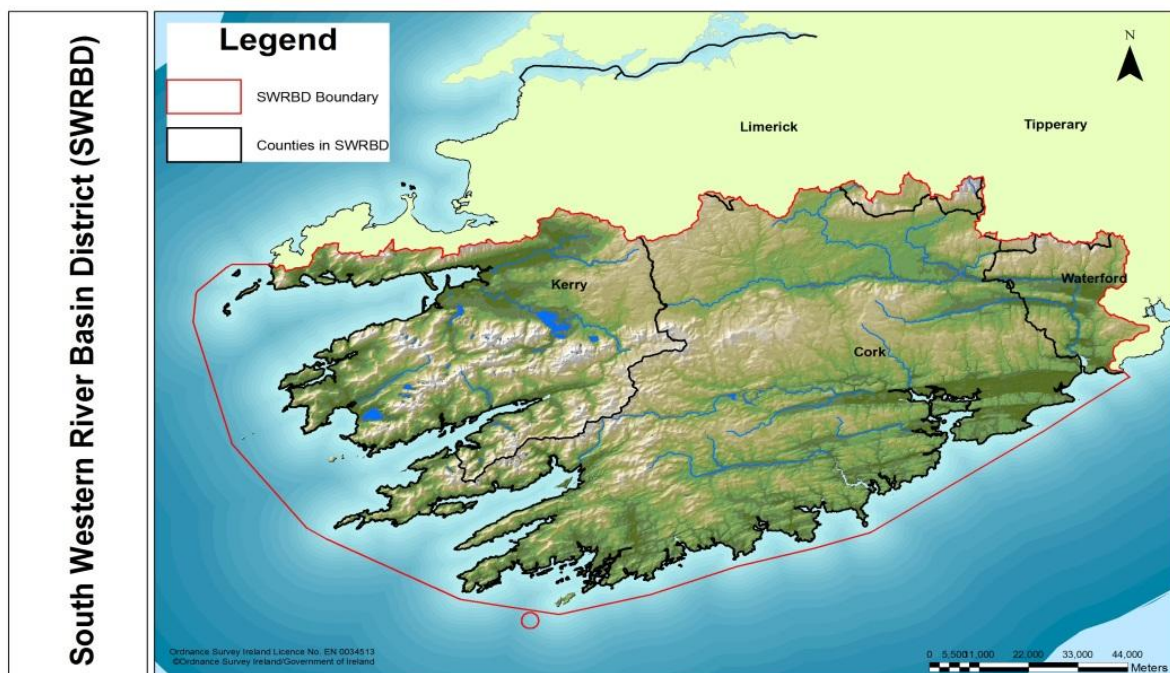 South Western River Basin District (SWRBD)
Legend
SWRBD Boundary
Counties in SWRBD
N
Limerick
Tipperary
Kerry
Waterford
Cork
Ordnance Survey Ireland Licence No. EN 0034513
©Ordnance Survey Ireland/Government of Ireland
0 5,500 11,000 22,000 33,000 44,000
Meters